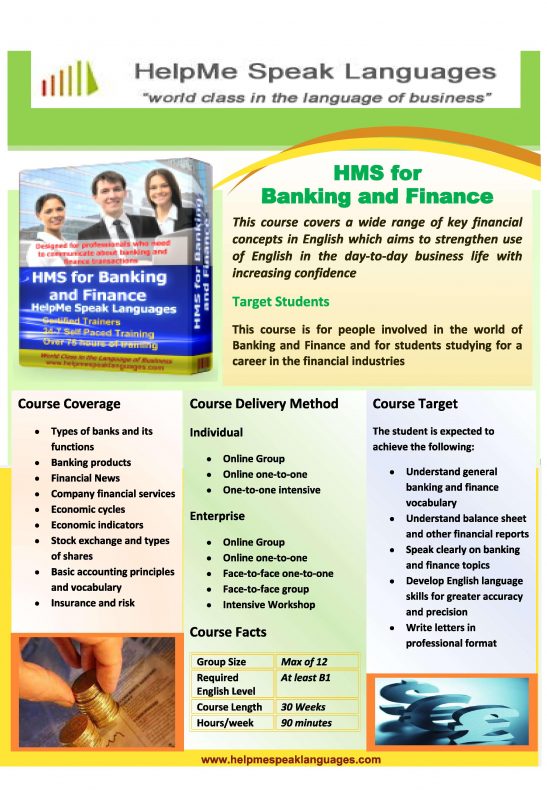 HelpMe Speak Languages
"world class in the language of business"
HMS for
Banking and Finance
This course covers a wide range of key financial
concepts in English which aims to strengthen use
of English in the day-to-day business life with
increasing confidence
Target Students
This course is for people involved in the world of
Banking and Finance and for students studying for a
career in the financial industries
Designed for professionals who need
to communicate about banking and
finance transactions
HMS for Banking
and Finance
HelpMe Speak Languages
Certified Trainers
24-7 Self Paced Training
Over 75 hours of training
World Class in the Language of Business
www.helpmespeaklanguages.com
HMS for Banking
and Finance
Course Coverage
• Types of banks and its
functions
• Banking products
• Financial News
• Company financial services
• Economic cycles
• Economic indicators
• Stock exchange and types
of shares
• Basic accounting principles
and vocabulary
• Insurance and risk
Course Delivery Method
Individual
• Online Group
• Online one-to-one
• One-to-one intensive
Enterprise
• Online Group
• Online one-to-one
• Face-to-face one-to-one
• Face-to-face group
• Intensive Workshop
Course Facts
Group Size Max of 12
Required At least B1
English Level
Course Length 30 Weeks
Hours/week 90 minutes
Course Target
The student is expected to
achieve the following:
• Understand general
banking and finance
vocabulary
• Understand balance sheet
and other financial reports
• Speak clearly on banking
and finance topics
• Develop English language
skills for greater accuracy
and precision
• Write letters in
professional format
www.helpmespeaklanguages.com